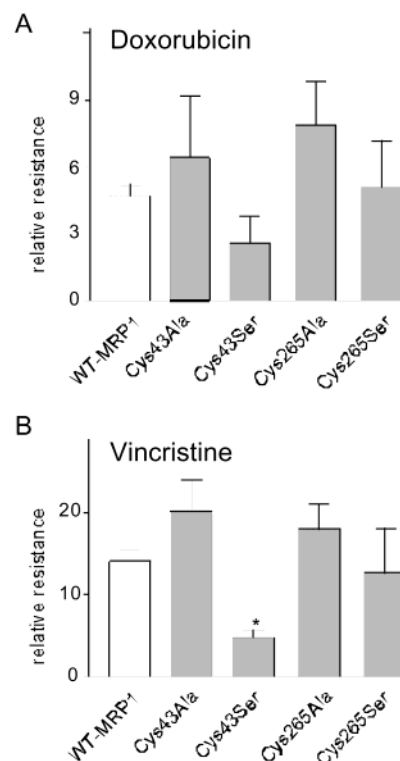 A
Doxorubicin
relative resistance
9
6
3
0
WT-MRP1
Cys43Ala
Cys43Ser
Cys265Ala
Cys265Ser
B
Vincristine
relative resistance
20
10
0
*
WT-MRP1
Cys43Ala
Cys43Ser
Cys265Ala
Cys265Ser